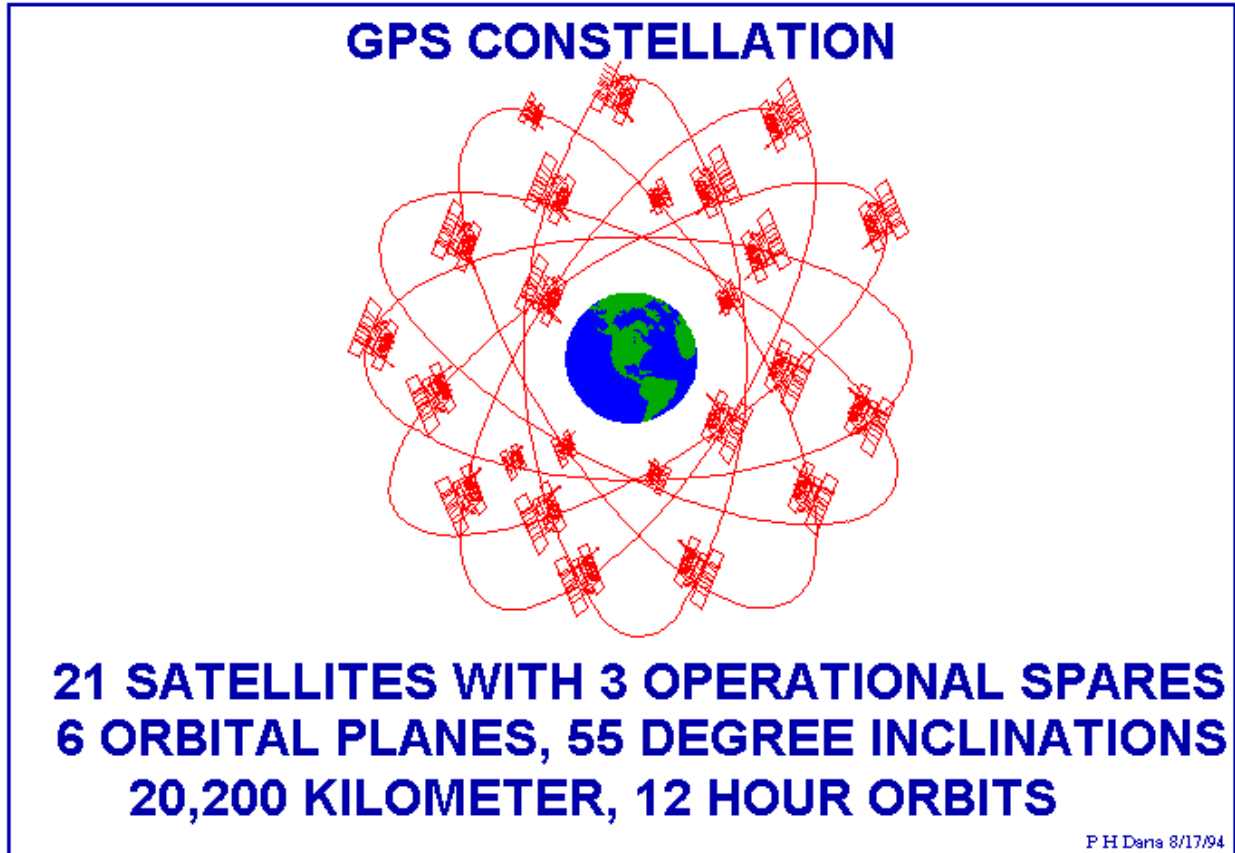 GPS CONSTELLATION
21 SATELLITES WITH 3 OPERATIONAL SPARES
6 ORBITAL PLANES, 55 DEGREE INCLINATIONS
20,200 KILOMETER, 12 HOUR ORBITS
P H Dana 8/17/94